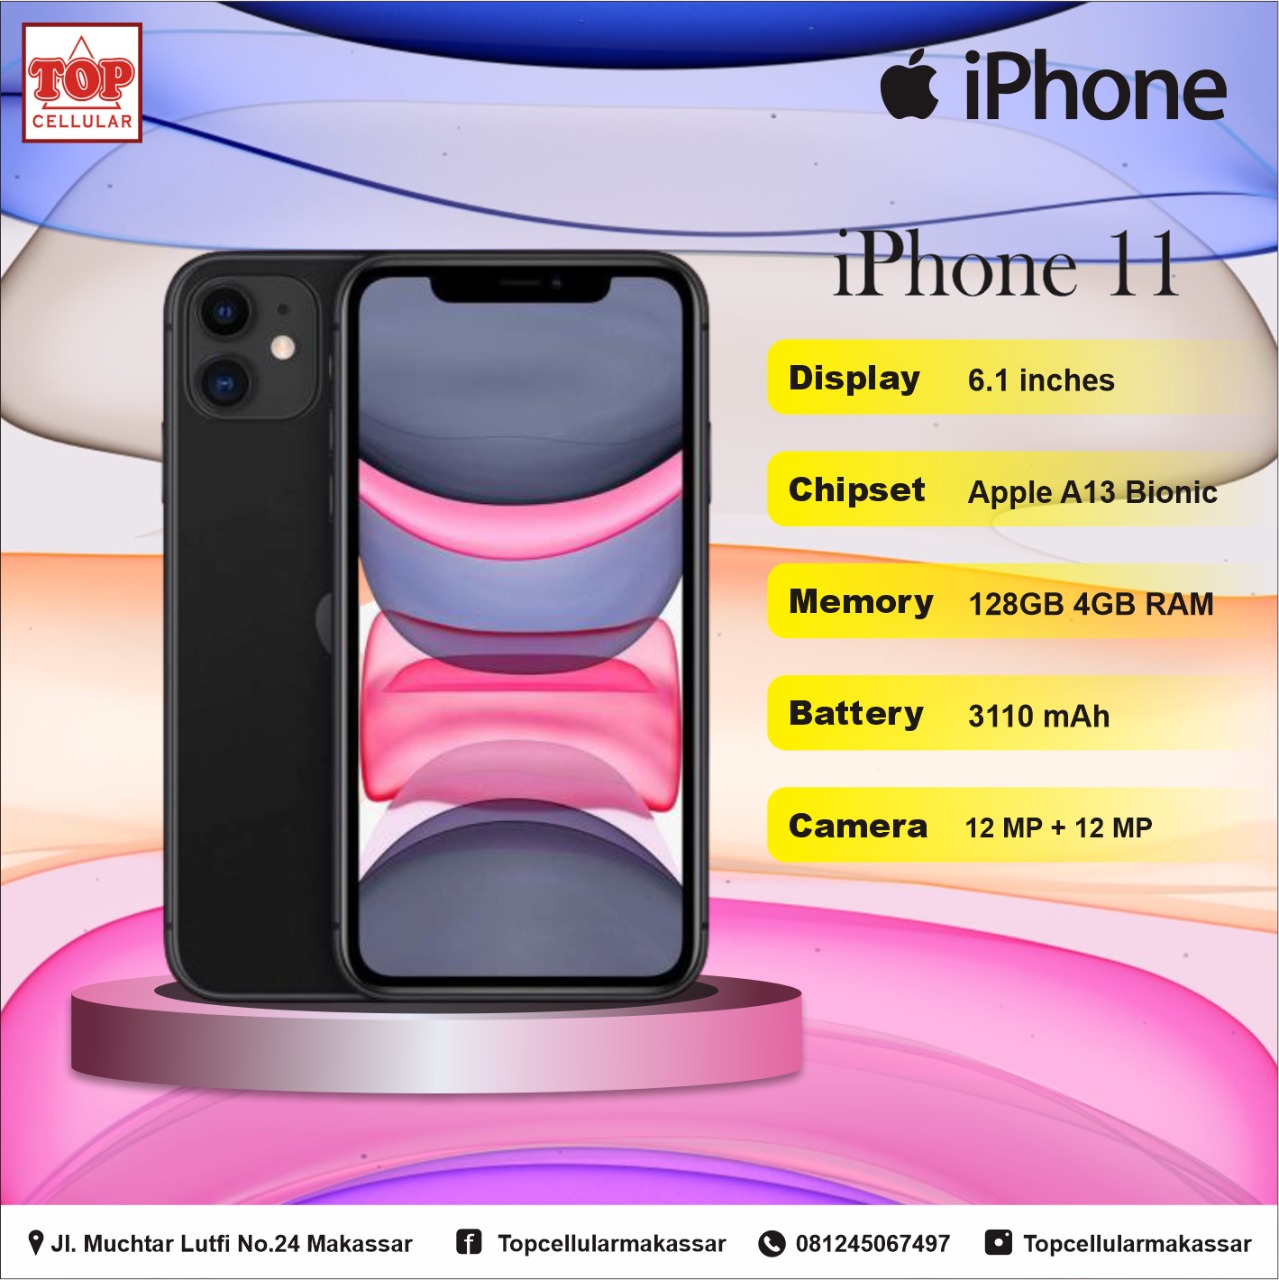 TOP
CELLULAR
iPhone
iPhone 11
Display 6.1 inches
Chipset Apple A13 Bionic
Memory 128GB 4GB RAM
Battery 3110 mAh
Camera 12 MP + 12 MP
Jl. Muchtar Lutfi No.24 Makassar Topcellularmakassar 081245067497 Topcellularmakassar